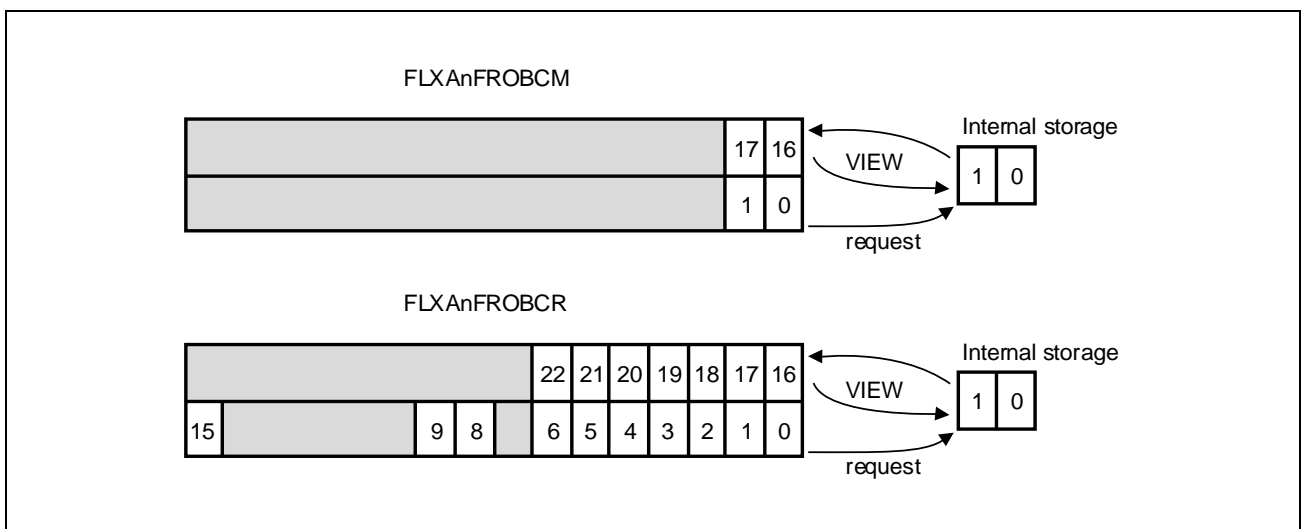 FLXAnFROBCM
17 16
Internal storage
VIEW
1 0
1 0
request
FLXAnFROBCR
22 21 20 19 18 17 16
Internal storage
VIEW
1 0
15 9 8 6 5 4 3 2 1 0
request